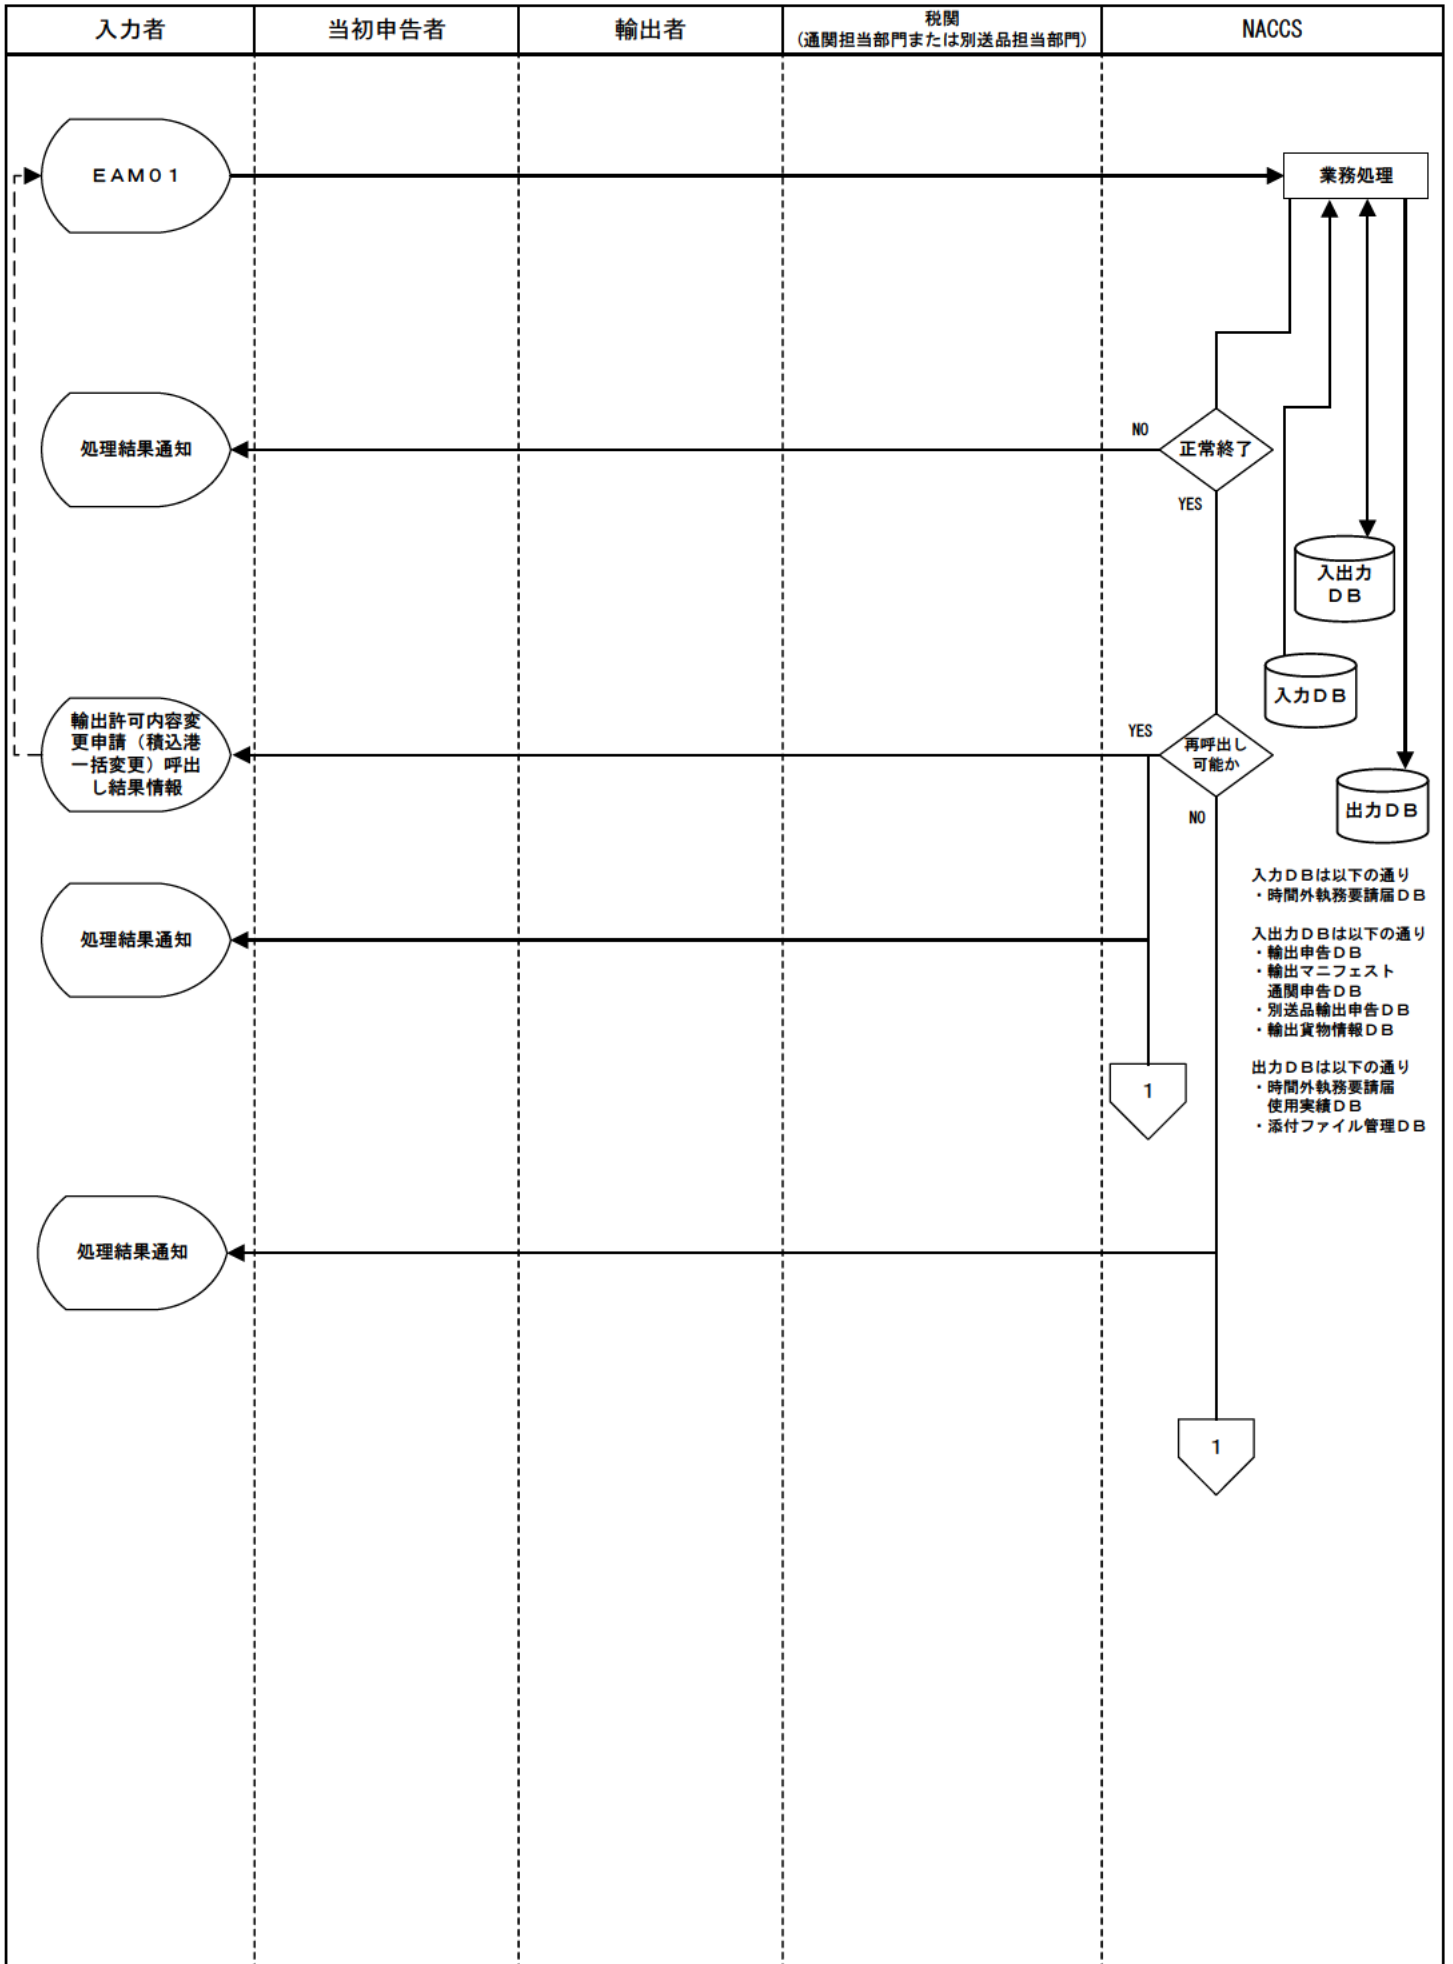 入力者
当初申告者
輸出者
税関
(通関担当部門または別送品担当部門)
NACCS
ＥＡＭ０１
業務処理
処理結果通知
NO
正常終了
YES
入出力
ＤＢ
入力ＤＢ
輸出許可内容変
更申請（積込港
一括変更）呼出
し結果情報
YES
再呼出し
可能か
NO
出力ＤＢ
処理結果通知
入力ＤＢは以下の通り
・時間外執務要請届ＤＢ
入出力ＤＢは以下の通り
・輸出申告ＤＢ
・輸出マニフェスト
通関申告ＤＢ
・別送品輸出申告ＤＢ
・輸出貨物情報ＤＢ
出力ＤＢは以下の通り
・時間外執務要請届
使用実績ＤＢ
・添付ファイル管理ＤＢ
1
処理結果通知
1